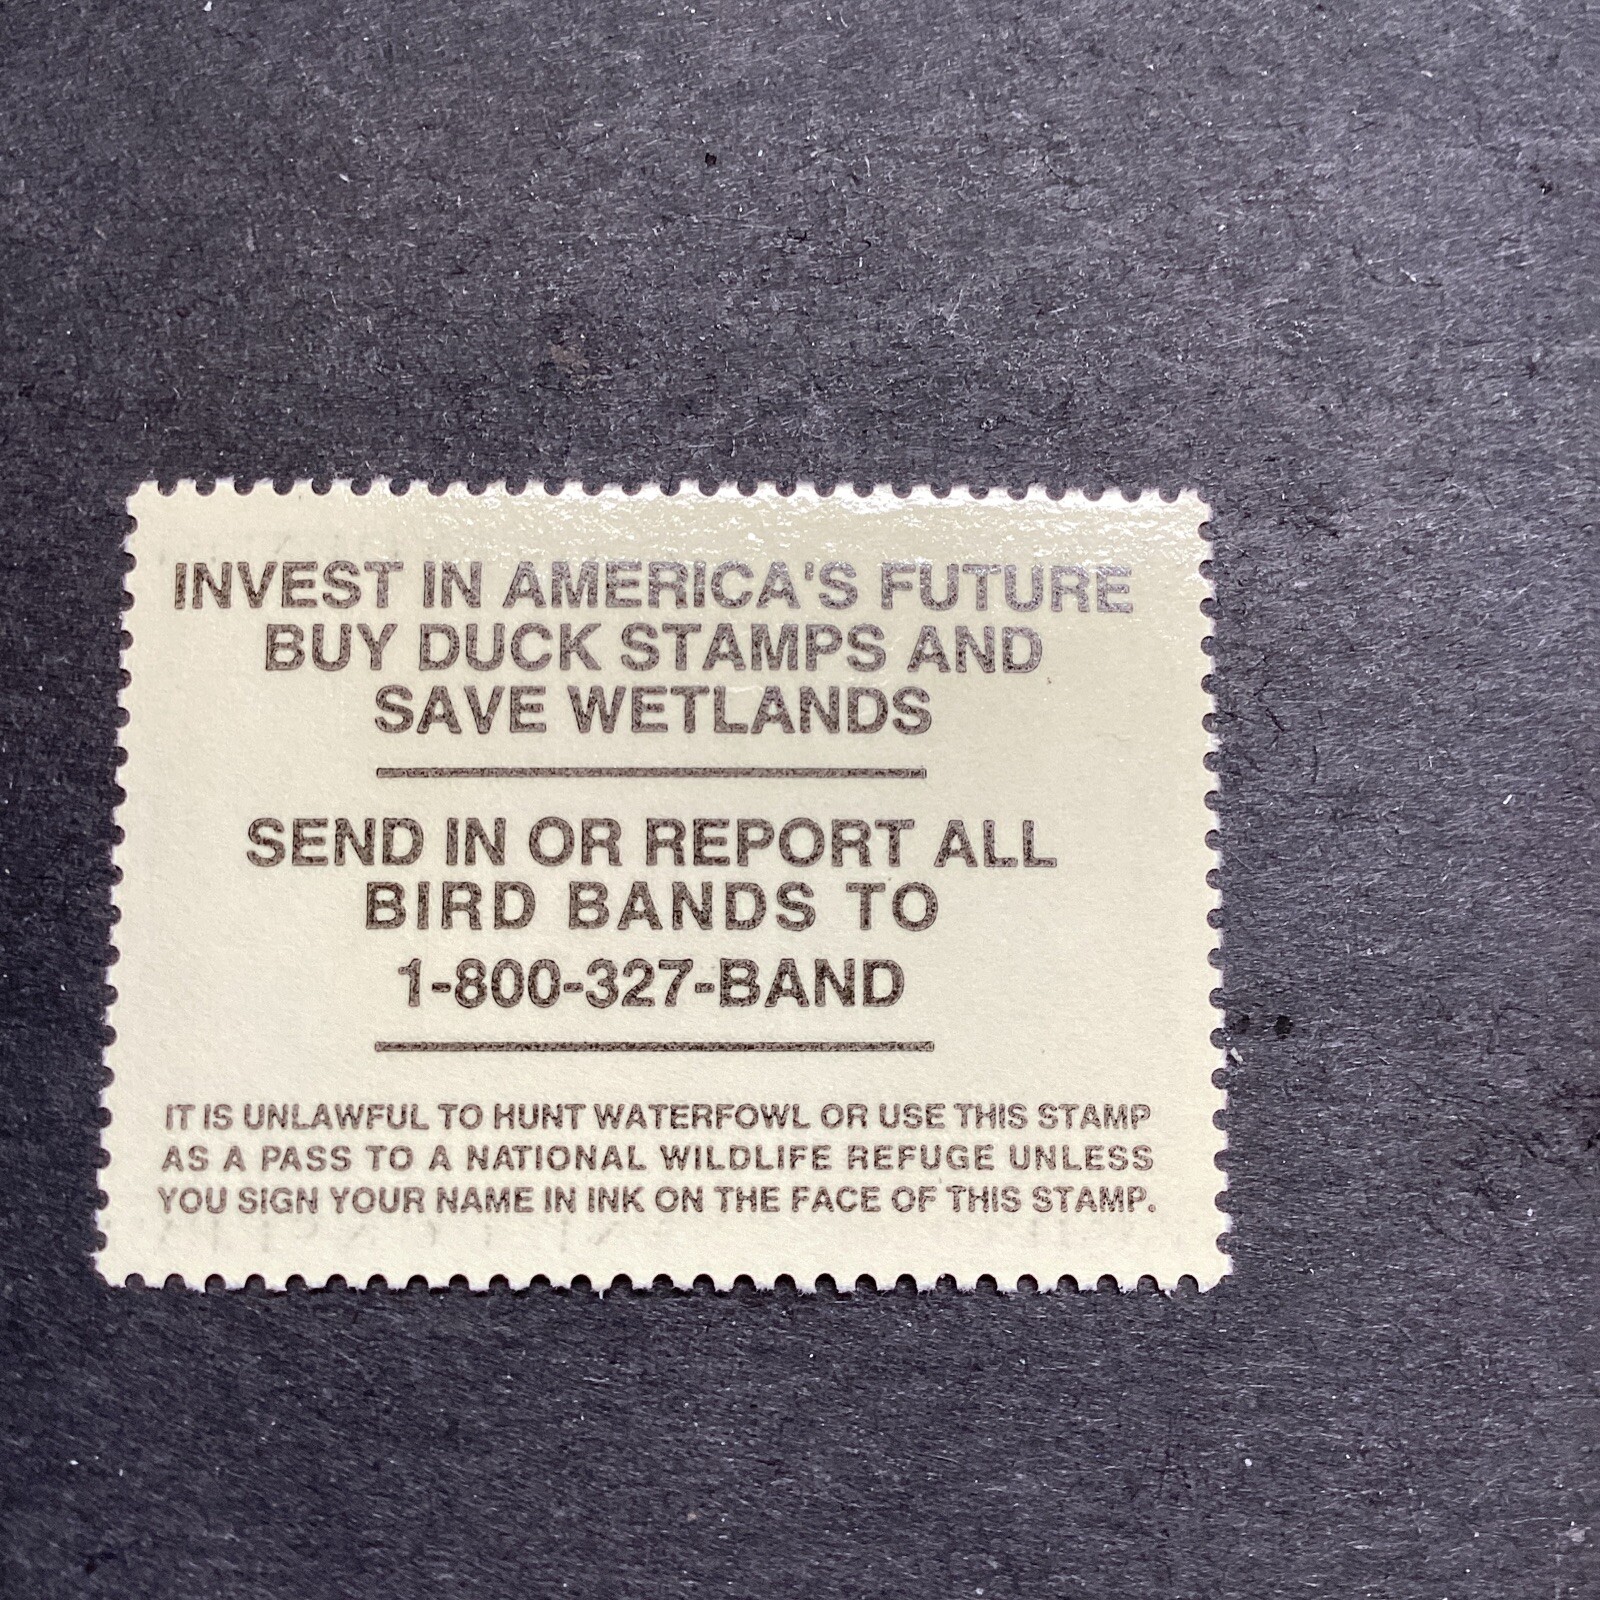 INVEST IN AMERICA'S FUTURE
BUY DUCK STAMPS AND
SAVE WETLANDS
SEND IN OR REPORT ALL
BIRD BANDS TO
1-800-327-BAND
IT IS UNLAWFUL TO HUNT WATERFOWL OR USE THIS STAMP
AS A PASS TO A NATIONAL WILDLIFE REFUGE UNLESS
YOU SIGN YOUR NAME IN INK ON THE FACE OF THIS STAMP.